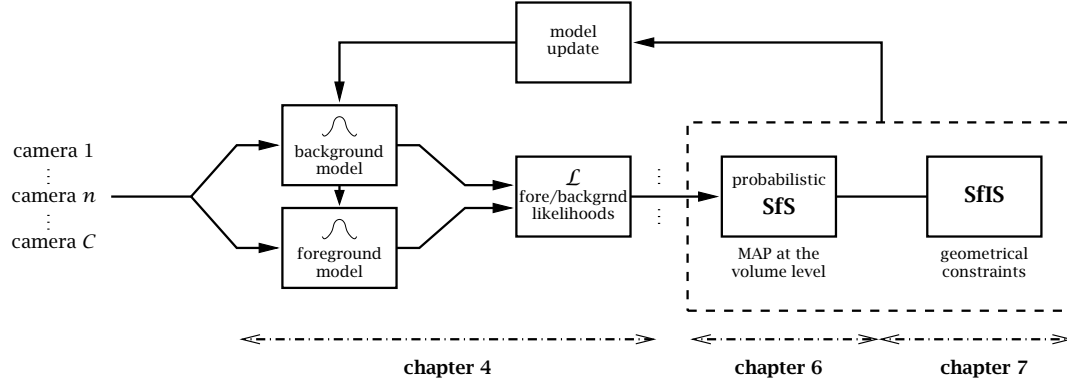 model
update
camera 1
camera n
camera C
background
model
foreground
model
ℒ
fore/backgrnd
likelihoods
probabilistic
SfS
MAP at the
volume level
SfIS
geometrical
constraints
chapter 4
chapter 6
chapter 7